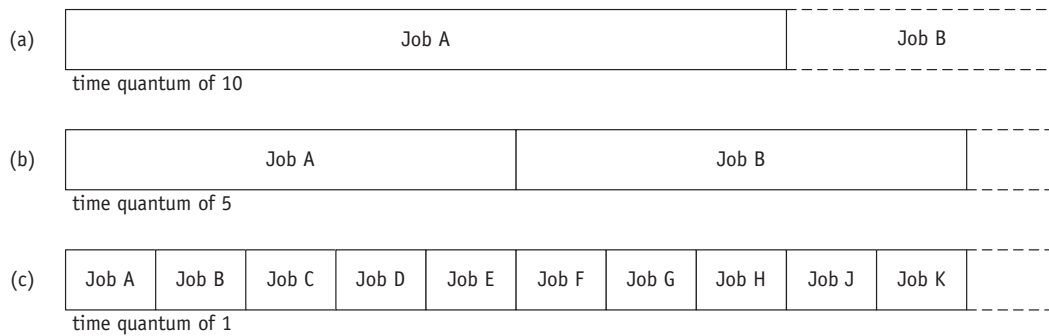 (a) Job A Job B
time quantum of 10
(b) Job A Job B
time quantum of 5
(c) Job A Job B Job C Job D Job E Job F Job G Job H Job J Job K
time quantum of 1